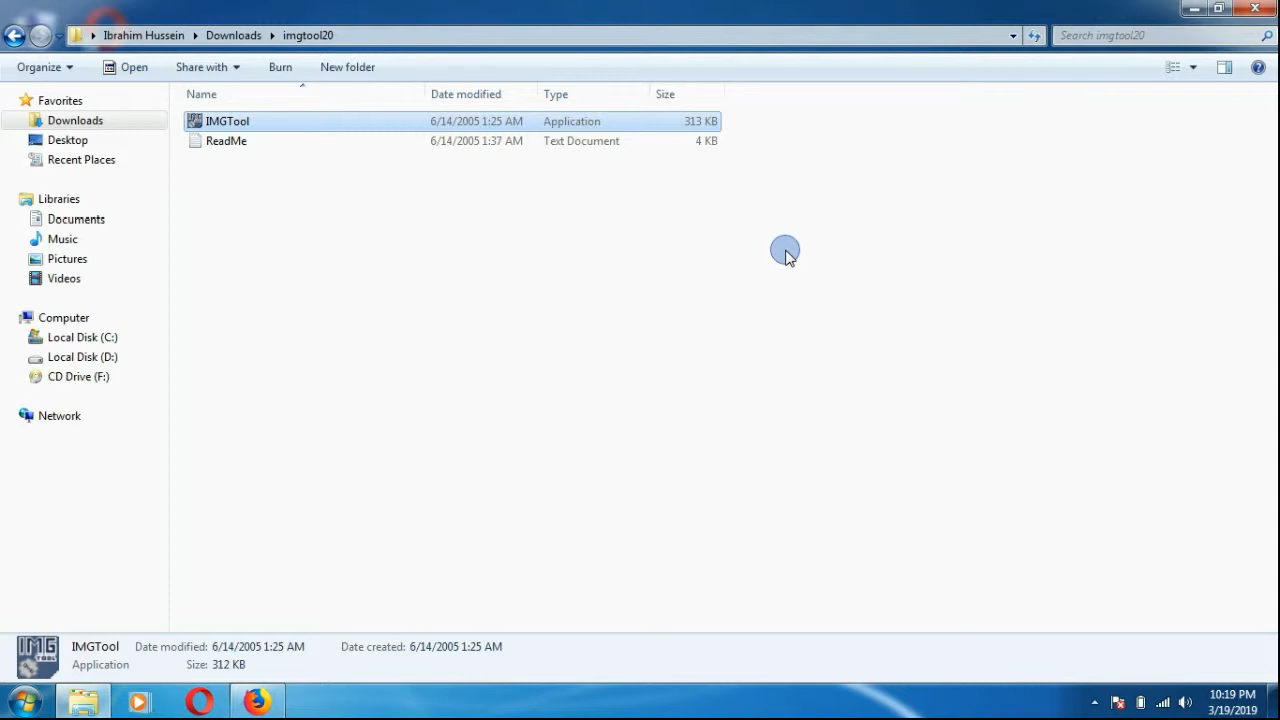 Ibrahim Hussein Downloads imgtool20 Search imgtool20
Organize Open Share with Burn New folder
Name Date modified Type Size
Favorites
Downloads
Desktop
Recent Places
Libraries
Documents
Music
Pictures
Videos
Computer
Local Disk (C:)
Local Disk (D:)
CD Drive (F:)
Network
IMGTool 6/14/2005 1:25 AM Application 313 KB
ReadMe 6/14/2005 1:37 AM Text Document 4 KB
IMG TOOL
IMGTool Date modified: 6/14/2005 1:25 AM Date created: 6/14/2005 1:25 AM
Application Size: 312 KB
10:19 PM
3/19/2019